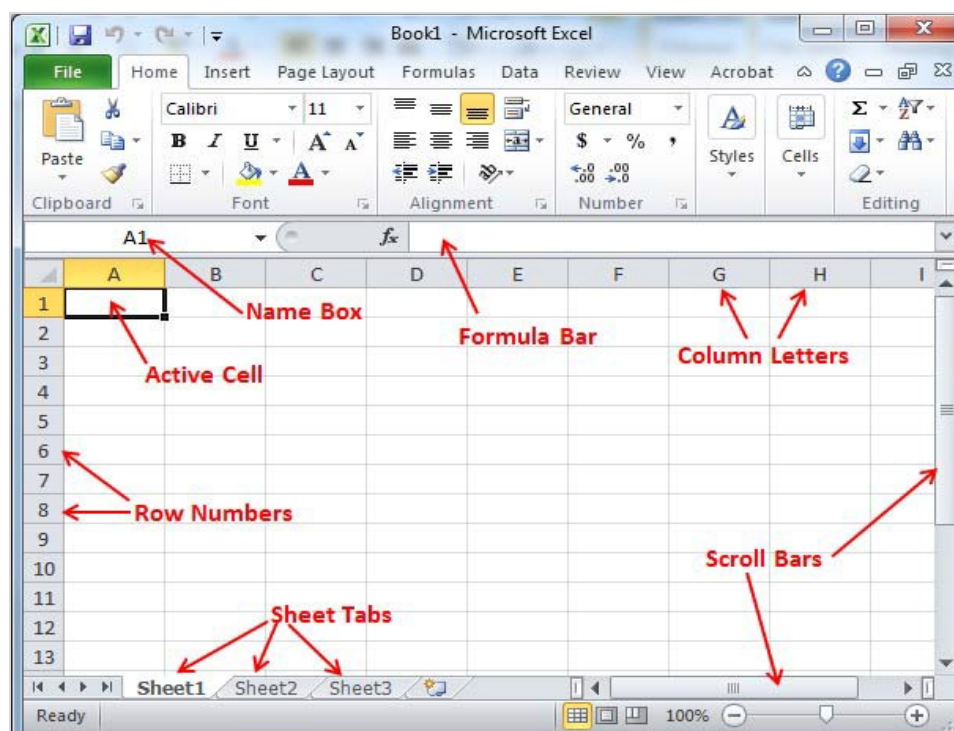 Book1 - Microsoft Excel
File Home Insert Page Layout Formulas Data Review View Acrobat
Calibri 11 General Σ
Paste B I U A A $ % , Styles Cells
Clipboard Font Alignment Number Editing
A1 fx
A B C D E F G H I
1
2
3
4
5
6
7
8
9
10
11
12
13
Name Box
Formula Bar
Column Letters
Active Cell
Row Numbers
Scroll Bars
Sheet Tabs
Sheet1 Sheet2 Sheet3
Ready 100%